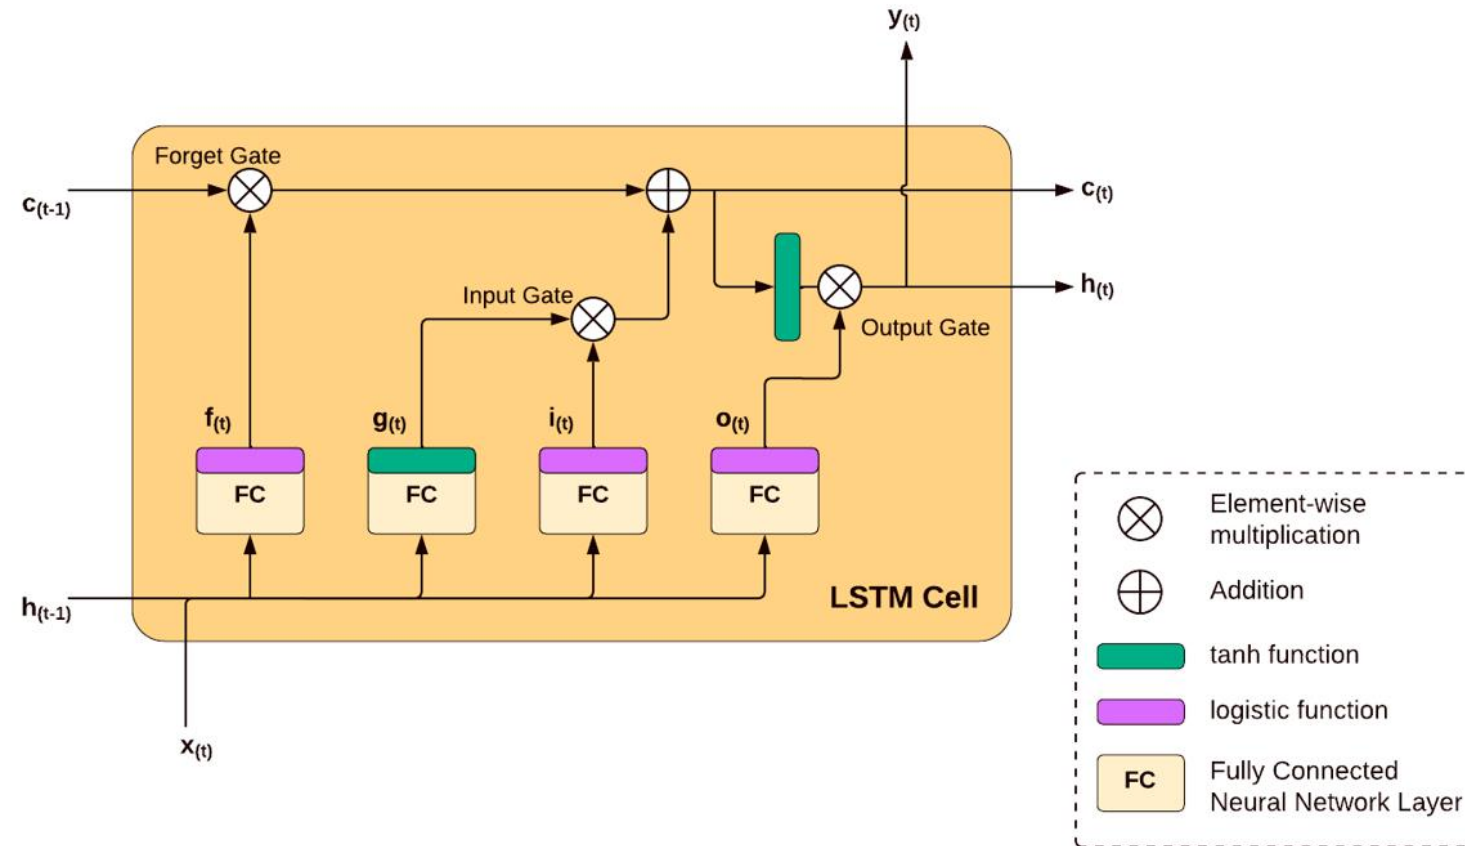 y(t)
Forget Gate
c(t-1)
c(t)
Input Gate
h(t)
Output Gate
f(t)
g(t)
i(t)
o(t)
FC
FC
FC
FC
h(t-1)
LSTM Cell
x(t)
Element-wise
multiplication
Addition
tanh function
logistic function
FC
Fully Connected
Neural Network Layer